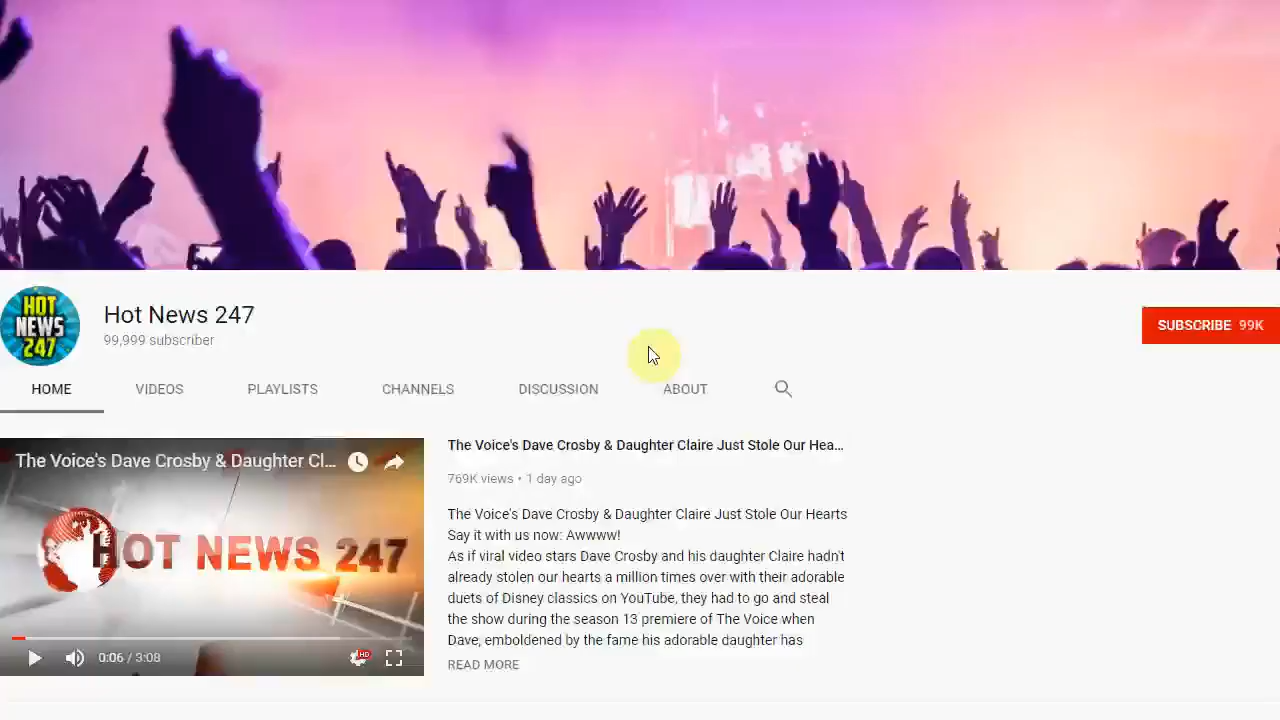 HOT
NEWS
247
Hot News 247
99,999 subscriber
SUBSCRIBE 99K
HOME VIDEOS PLAYLISTS CHANNELS DISCUSSION ABOUT
The Voice's Dave Crosby & Daughter Cl...
HOT NEWS 247
0:06 / 3:08
HD
The Voice's Dave Crosby & Daughter Claire Just Stole Our Hea...
769K views • 1 day ago
The Voice's Dave Crosby & Daughter Claire Just Stole Our Hearts
Say it with us now: Awwww!
As if viral video stars Dave Crosby and his daughter Claire hadn't
already stolen our hearts a million times over with their adorable
duets of Disney classics on YouTube, they had to go and steal
the show during the season 13 premiere of The Voice when
Dave, emboldened by the fame his adorable daughter has
READ MORE